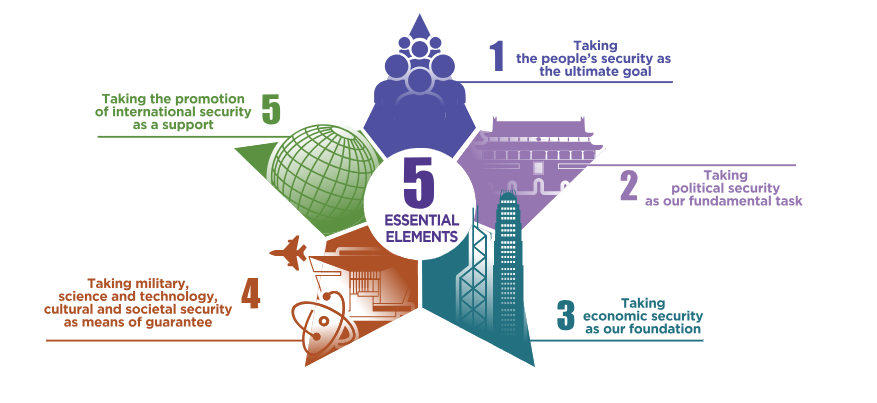 1
Taking
the people's security as
the ultimate goal
2
Taking
political security
as our fundamental task
3
Taking
economic security
as our foundation
4
Taking military,
science and technology,
cultural and societal security
as means of guarantee
5
Taking the promotion
of international security
as a support
5
ESSENTIAL
ELEMENTS